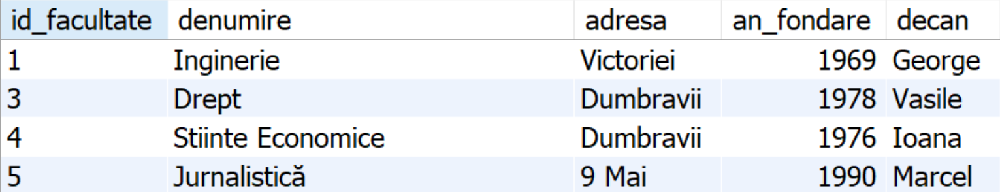 id_facultate denumire adresa an_fondare decan
1 Inginerie Victoriei 1969 George
3 Drept Dumbravii 1978 Vasile
4 Stiinte Economice Dumbravii 1976 Ioana
5 Jurnalistică 9 Mai 1990 Marcel